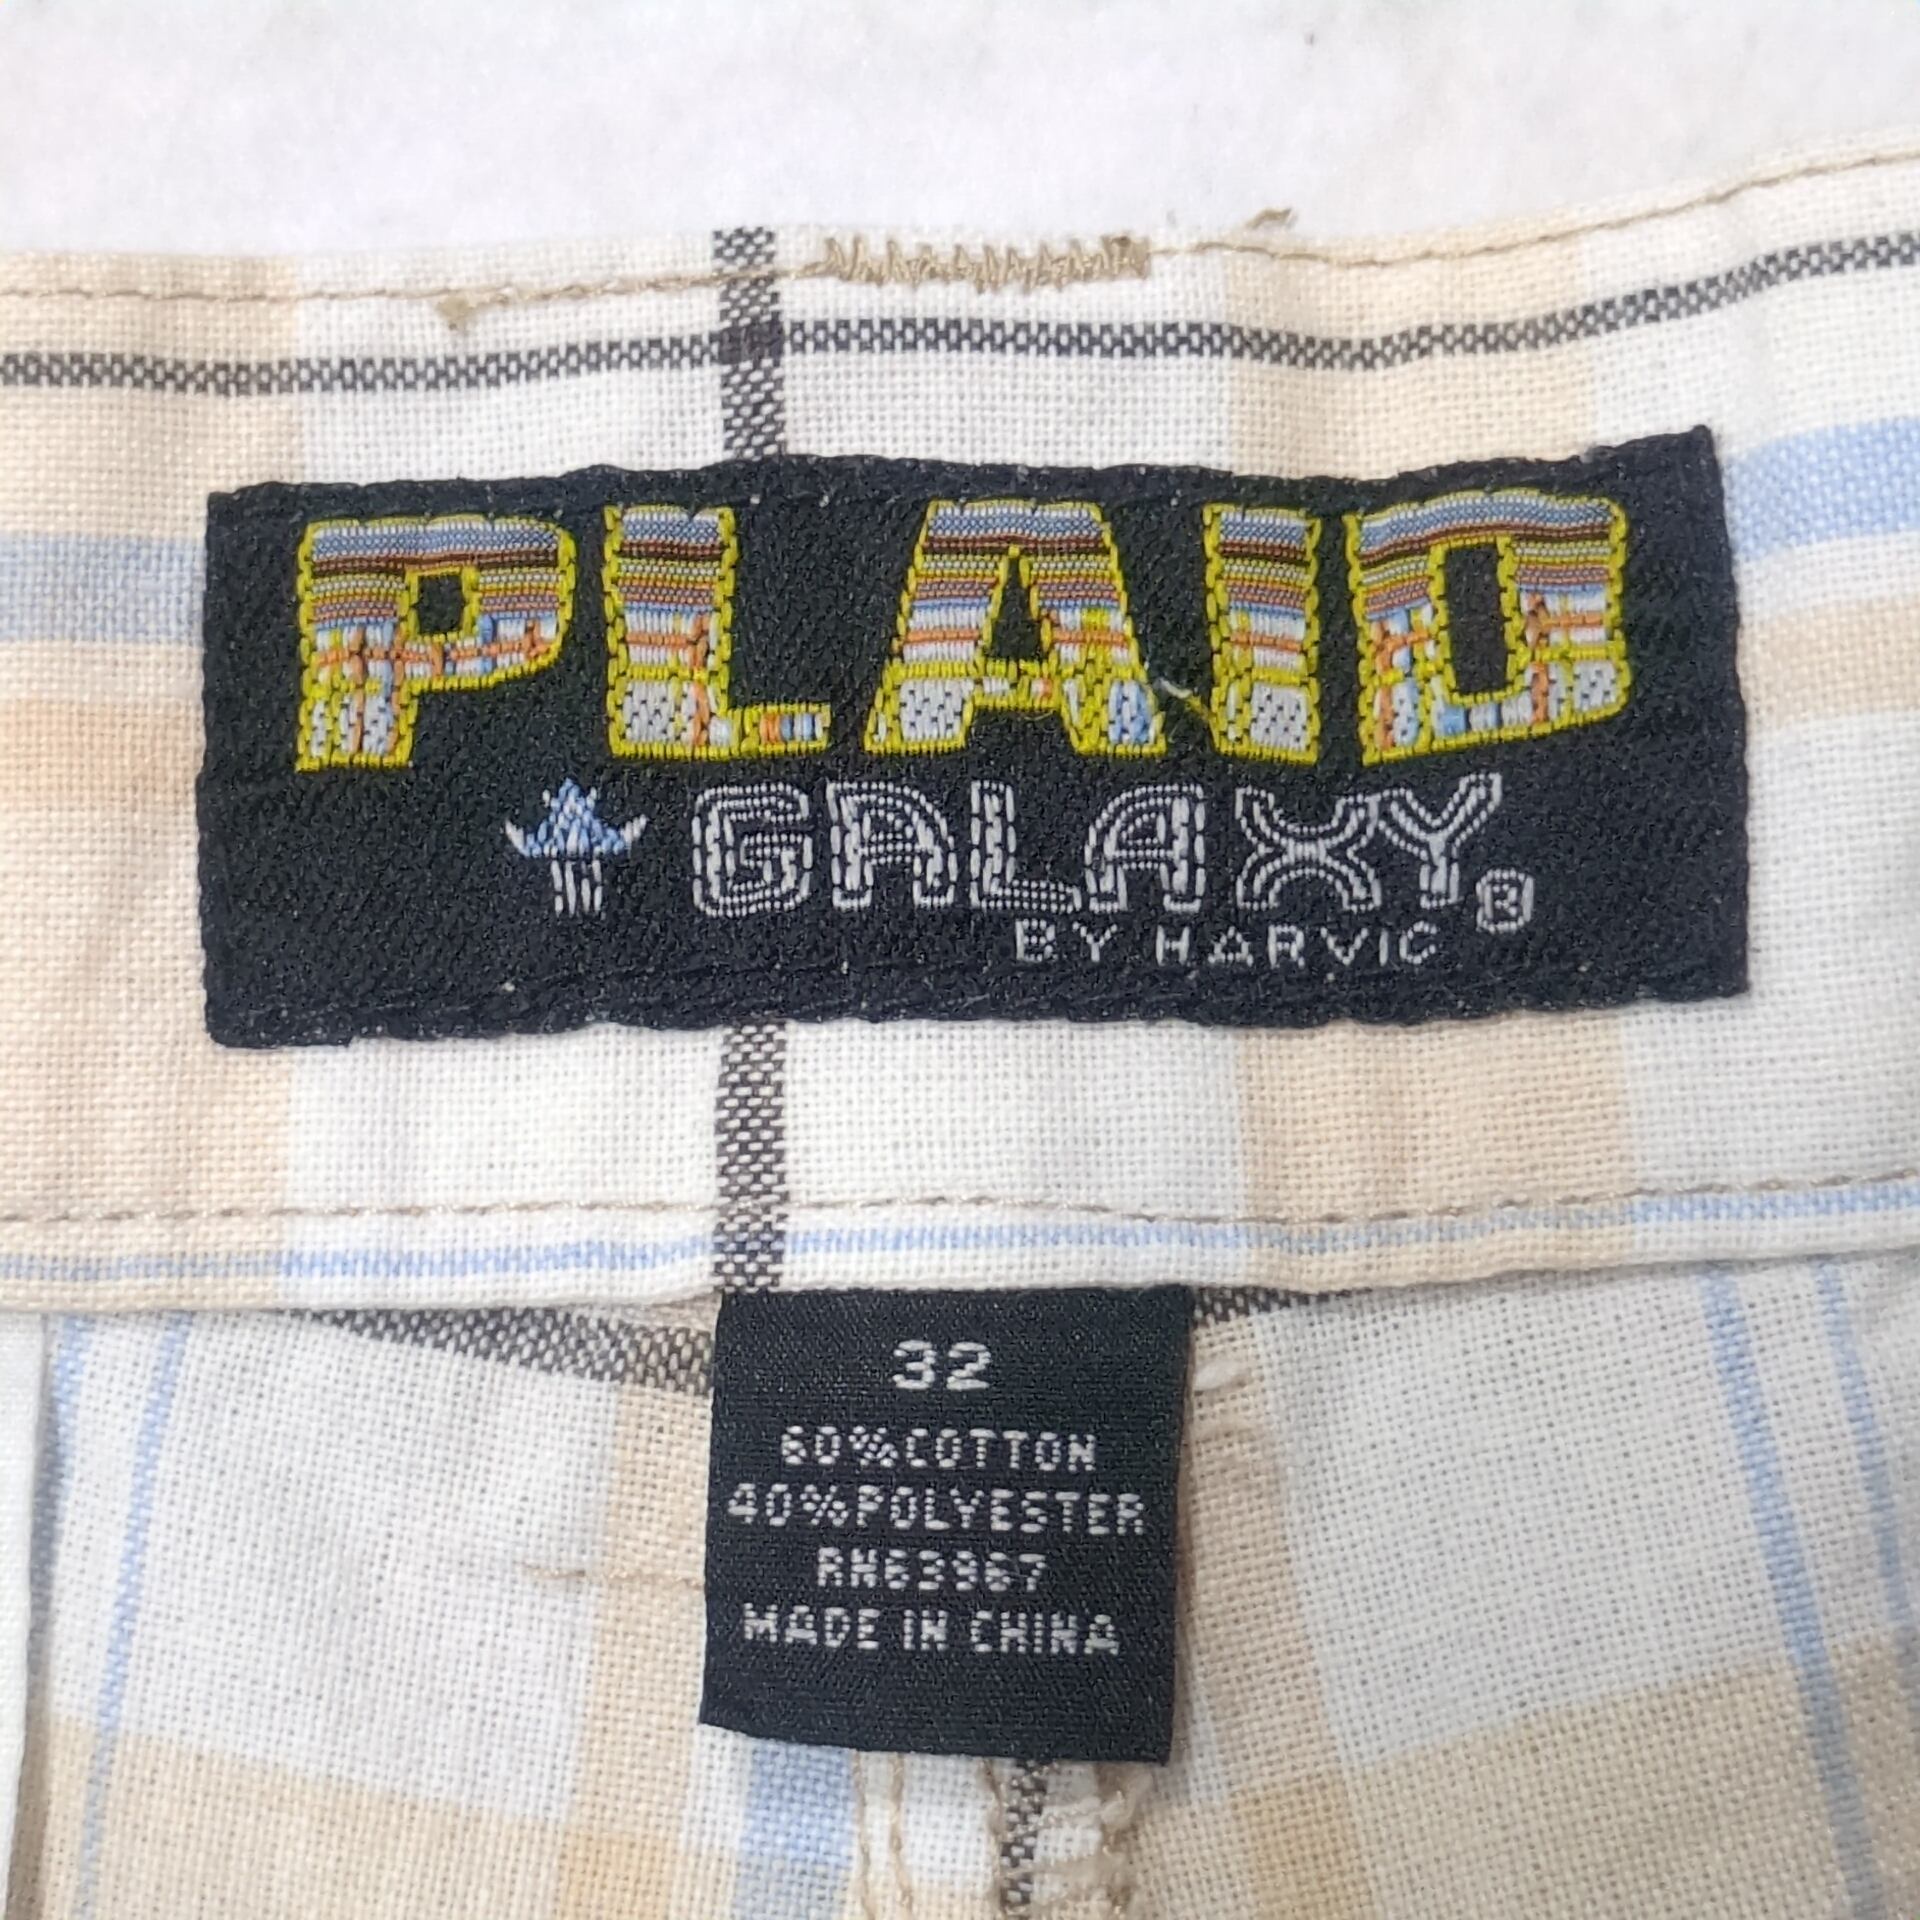 PLAID
GALAXY®
BY HARVIC
32
60%COTTON
40%POLYESTER
RN63967
MADE IN CHINA